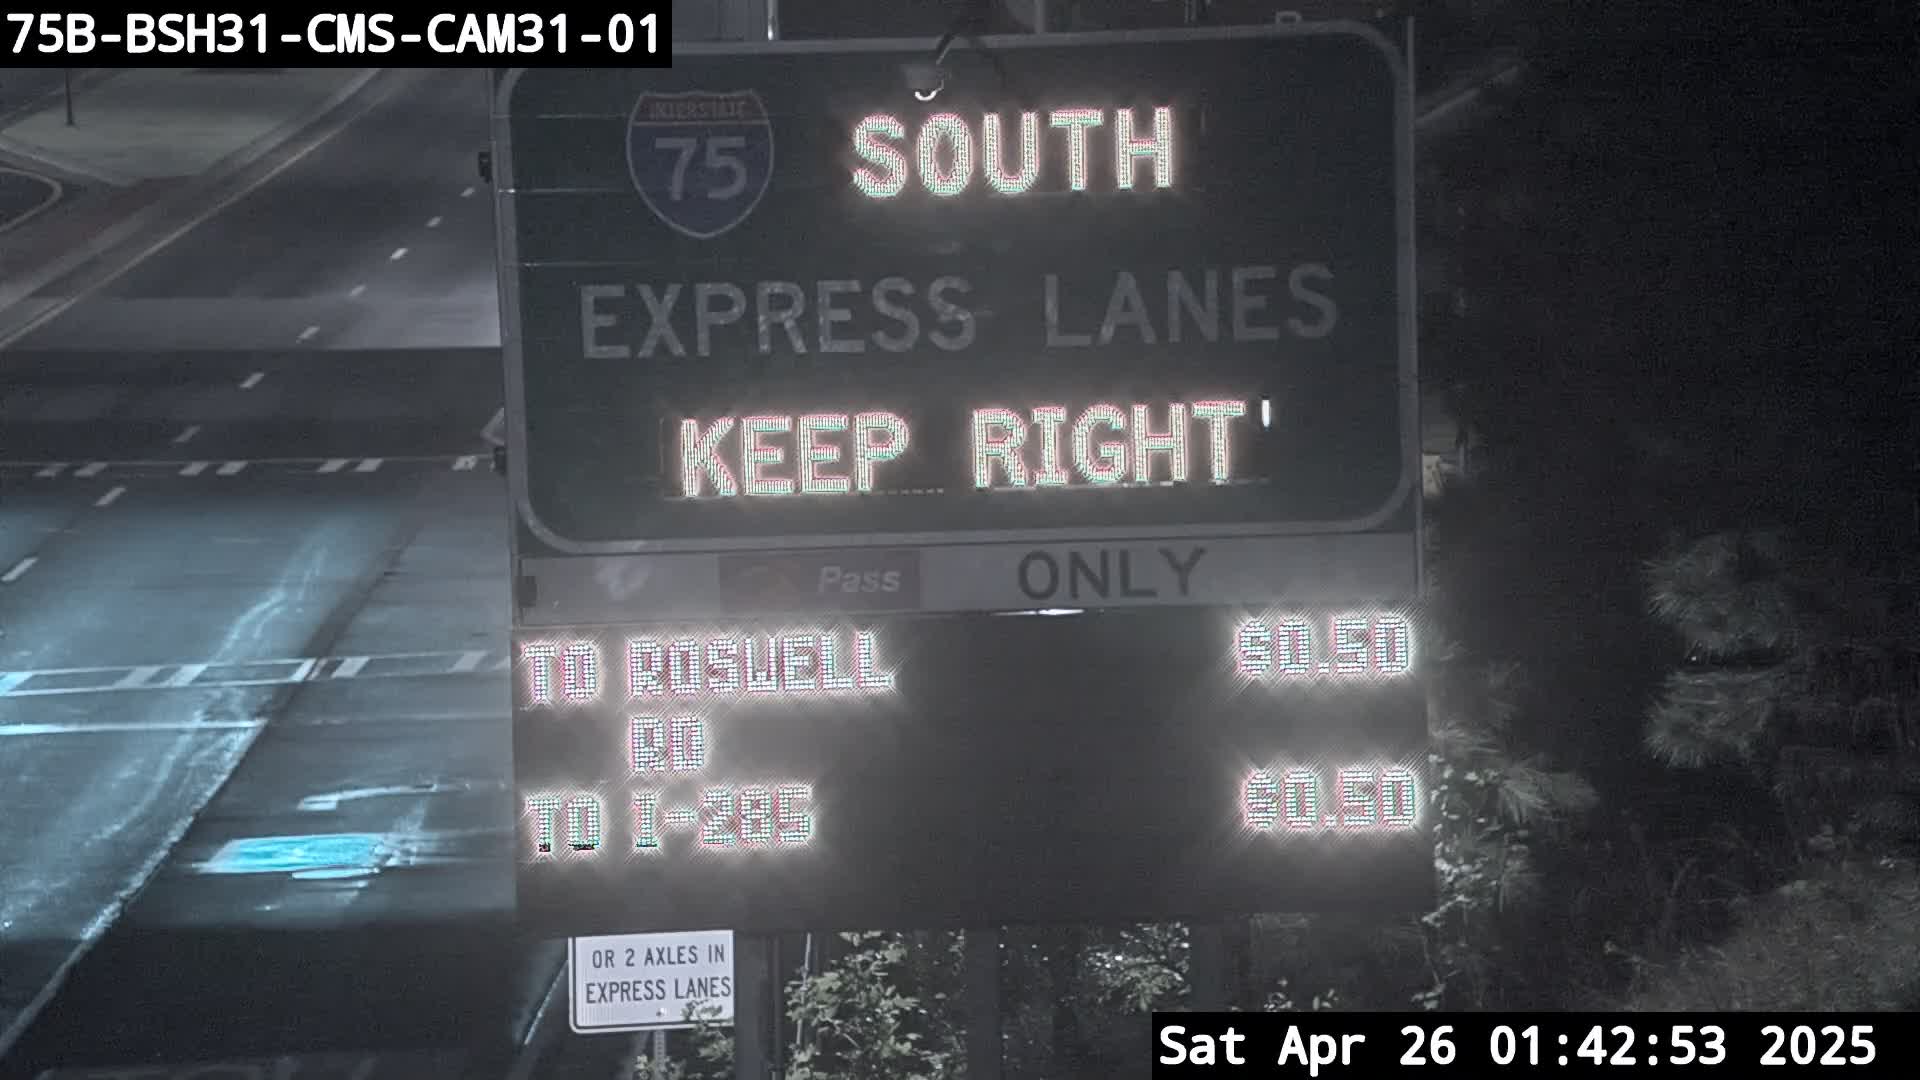 75B-BSH31-CMS-CAM31-01
INTERSTATE
75
SOUTH
EXPRESS LANES
KEEP RIGHT
Pass ONLY
TO ROSWELL $0.50
RD
TO I-285 $0.50
OR 2 AXLES IN
EXPRESS LANES
Sat Apr 26 01:42:53 2025